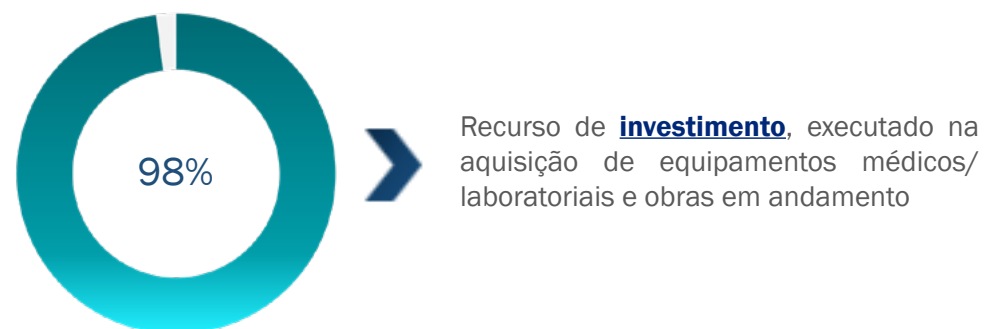 98%
Recurso de investimento, executado na
aquisição de equipamentos médicos/
laboratoriais e obras em andamento